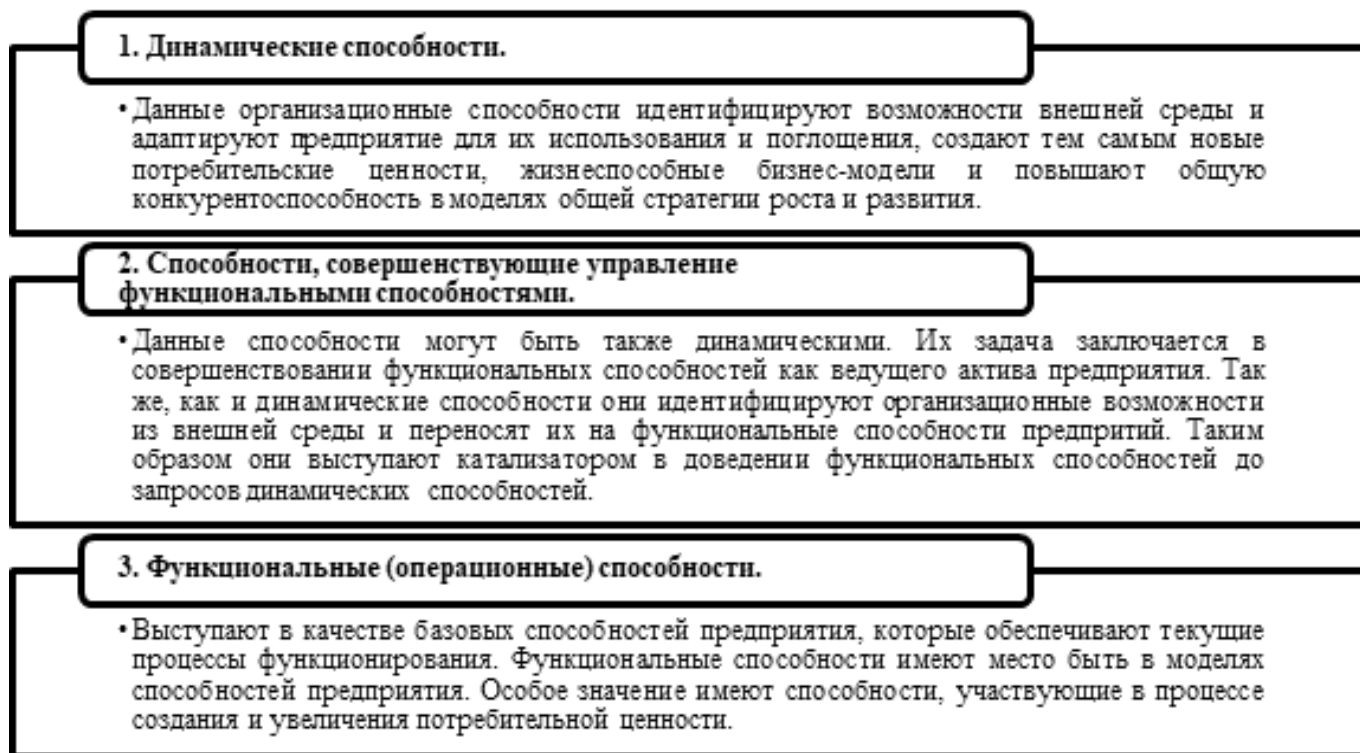 1. Динамические способности.
• Данные организационные способности идентифицируют возможности внешней среды и
адаптируют предприятие для их использования и поглощения, создают тем самым новые
потребительские ценности, жизнеспособные бизнес-модели и повышают общую
конкурентоспособность в моделях общей стратегии роста и развития.
2. Способности, совершенствующие управление
функциональными способностями.
• Данные способности могут быть также динамическими. Их задача заключается в
совершенствовании функциональных способностей как ведущего актива предприятия. Так
же, как и динамические способности они идентифицируют организационные возможности
из внешней среды и переносят их на функциональные способности предпритий. Таким
образом они выступают катализатором в доведении функциональных способностей до
запросов динамических способностей.
3. Функциональные (операционные) способности.
• Выступают в качестве базовых способностей предприятия, которые обеспечивают текущие
процессы функционирования. Функциональные способности имеют место быть в моделях
способностей предприятия. Особое значение имеют способности, участвующие в процессе
создания и увеличения потребительной ценности.